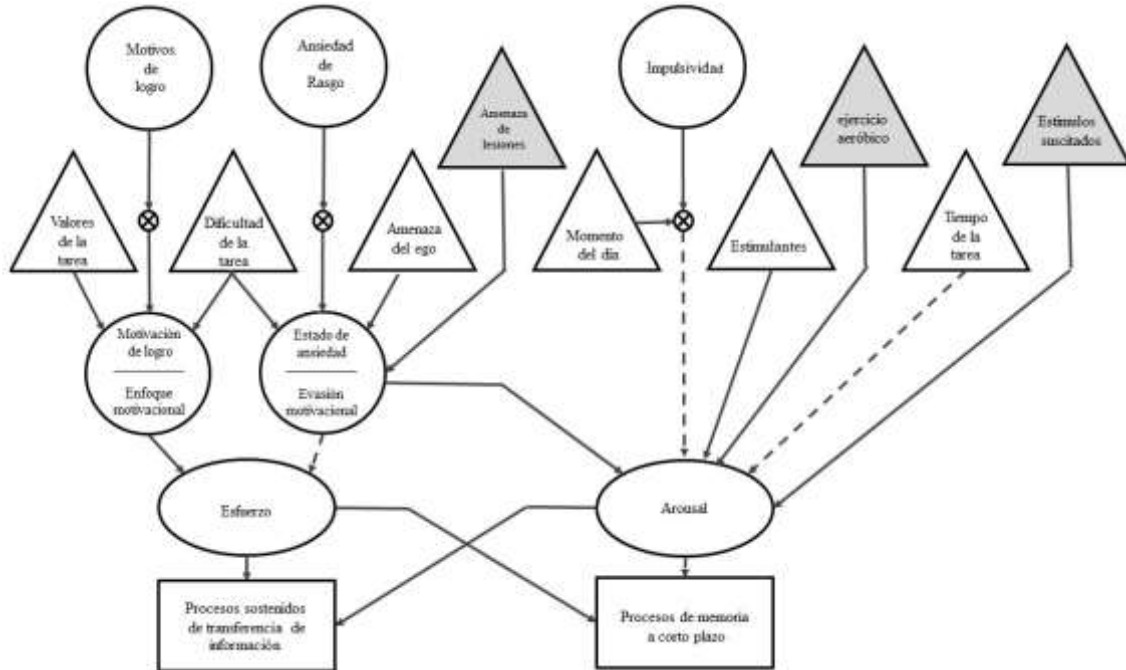 Motivos
de
logro
Ansiedad
de
Rasgo
Impulsividad
Amenaza
de
lesiones
ejercicio
aeróbico
Estímulos
suscitados
Valores
de la
tarea
Dificultad
de la
tarea
Amenaza
del ego
Momento
del día
Estimulantes
Tiempo
de la
tarea
Motivación
de logro
Enfoque
motivacional
Estado de
ansiedad
Evasión
motivacional
Esfuerzo
Arousal
Procesos sostenidos
de transferencia de
información
Procesos de memoria
a corto plazo